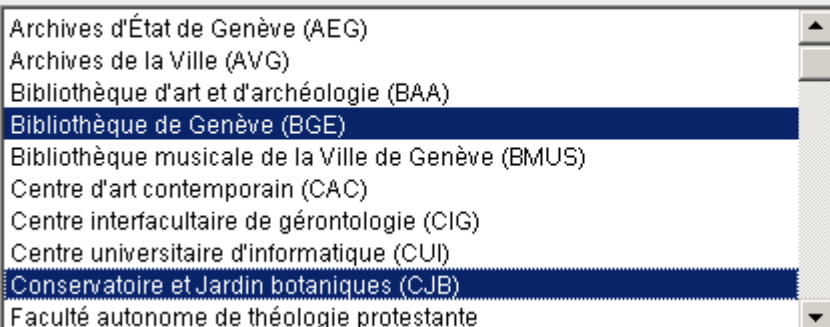 Archives d'État de Genève (AEG)
Archives de la Ville (AVG)
Bibliothèque d'art et d'archéologie (BAA)
Bibliothèque de Genève (BGE)
Bibliothèque musicale de la Ville de Genève (BMUS)
Centre d'art contemporain (CAC)
Centre interfacultaire de gérontologie (CIG)
Centre universitaire d'informatique (CUI)
Conservatoire et Jardin botaniques (CJB)
Faculté autonome de théologie protestante